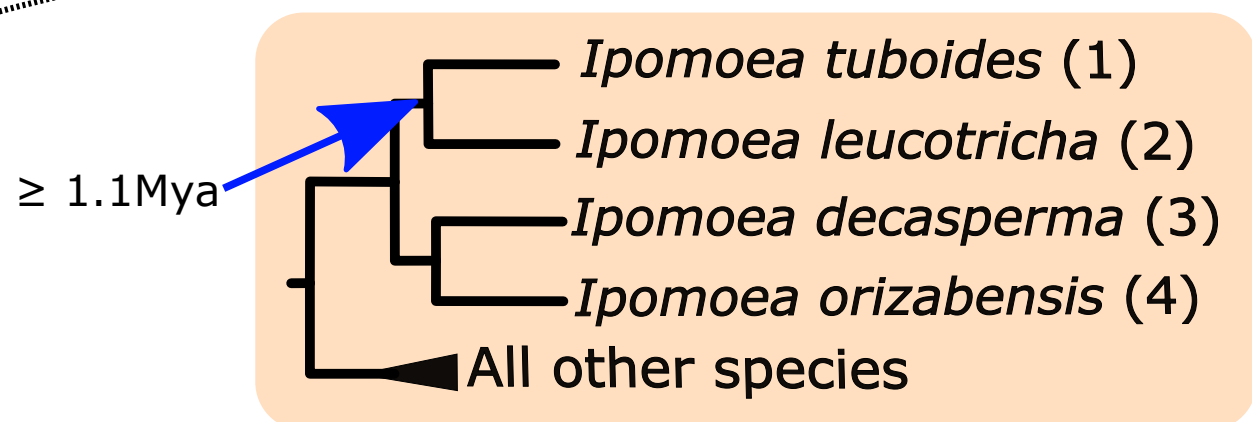 Ipomoea tuboides (1)
Ipomoea leucotricha (2)
≥ 1.1Mya
Ipomoea decasperma (3)
Ipomoea orizabensis (4)
All other species